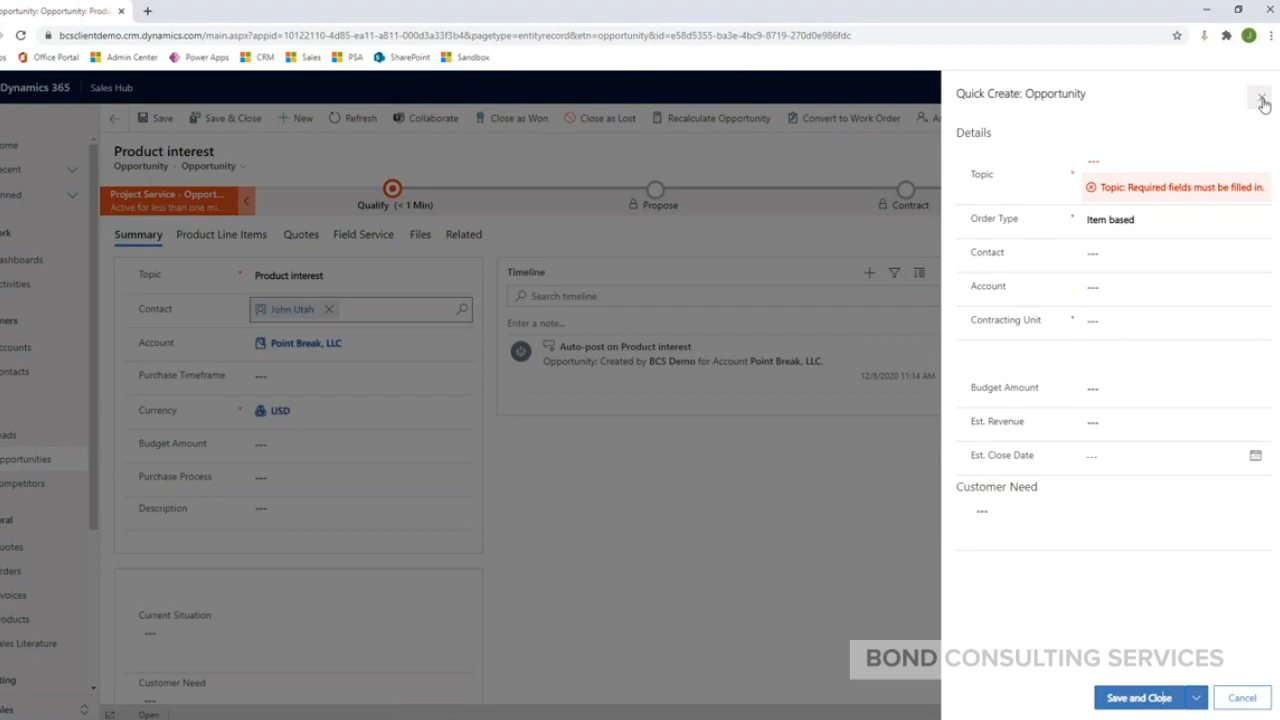 Opportunity: Opportunity: Produ
bcsclientdemo.crm.dynamics.com/main.aspx?appid=10122110-4d85-ea11-a811-000d3a33f3b4&pagetype=entityrecord&etn=opportunity&id=e58d5355-ba3e-4bc9-8719-270d0e986fdc
ps Office Portal Admin Center Power Apps CRM Sales PSA SharePoint Sandbox
Dynamics 365 Sales Hub
Save Save & Close New Refresh Collaborate Close as Won Close as Lost Recalculate Opportunity Convert to Work Order As
Product interest
Opportunity · Opportunity
Project Service - Opport...
Active for less than one mi...
Qualify (< 1 Min)
Propose
Contract
Summary Product Line Items Quotes Field Service Files Related
ome
ecent
nned
ork
ashboards
ctivities
mers
ccounts
ontacts
eads
pportunities
ompetitors
eral
uotes
rders
voices
roducts
ales Literature
ting
ales
Topic * Product interest
Contact John Utah
Account Point Break, LLC
Purchase Timeframe ---
Currency * USD
Budget Amount ---
Purchase Process ---
Description ---
Current Situation
---
Customer Need
---
Timeline
Search timeline
Enter a note...
Auto-post on Product interest
Opportunity: Created by BCS Demo for Account Point Break, LLC.
12/8/2020 11:14 AM
Open
Quick Create: Opportunity
Details
Topic * ---
Topic: Required fields must be filled in.
Order Type * Item based
Contact ---
Account ---
Contracting Unit * ---
Budget Amount ---
Est. Revenue ---
Est. Close Date ---
Customer Need
---
BOND CONSULTING SERVICES
Save and Close Cancel